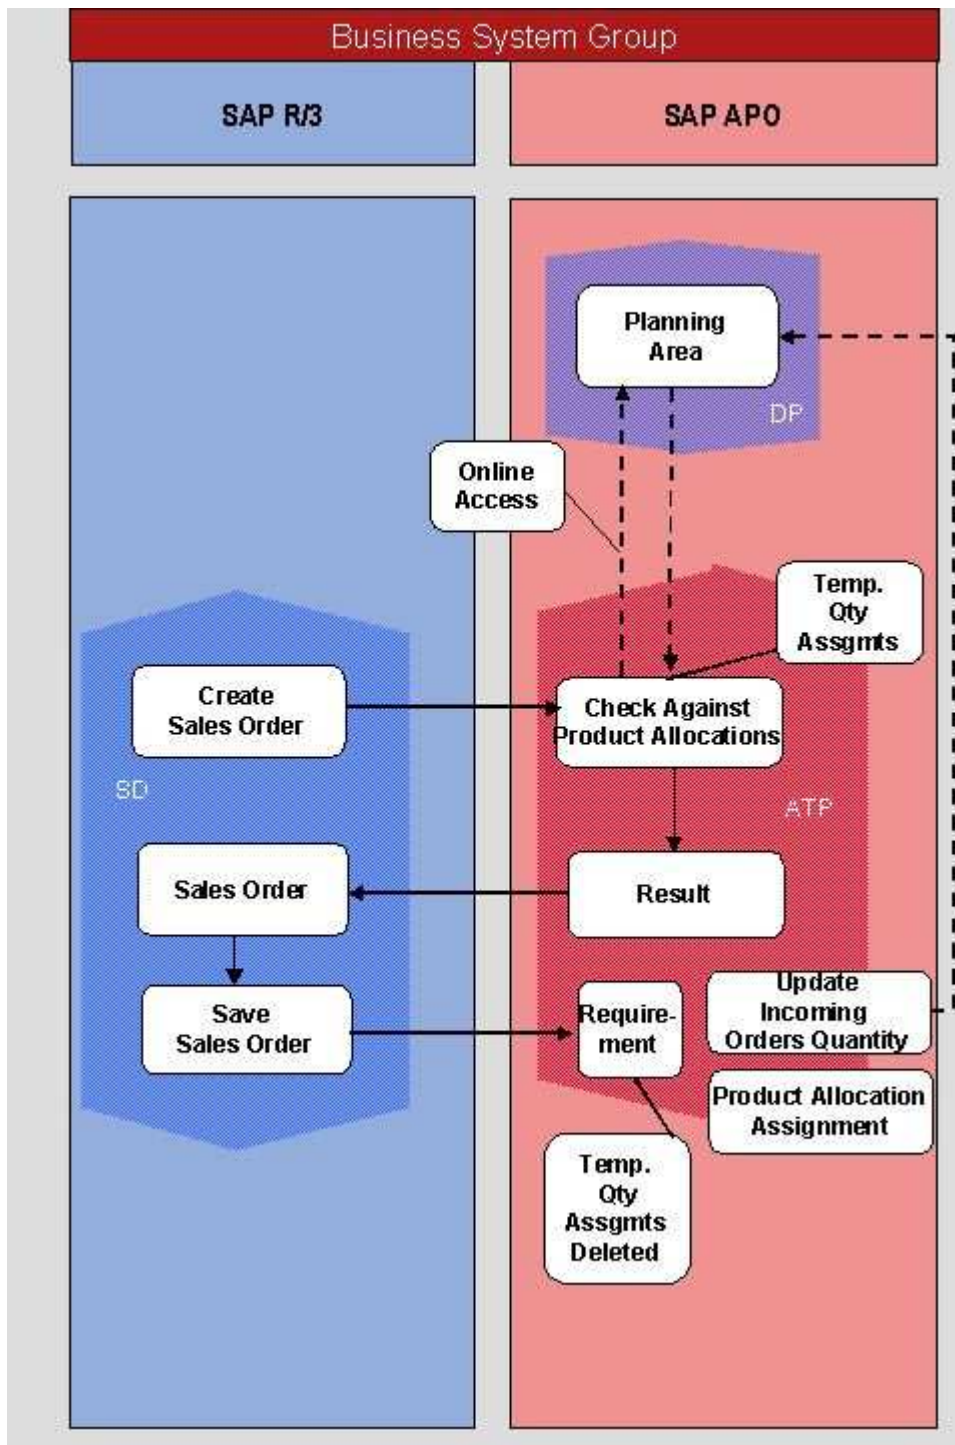 Business System Group
SAP R/3
SAP APO
Planning
Area
DP
Online
Access
Temp.
Qty
Assgmts
Create
Sales Order
Check Against
Product Allocations
SD
ATP
Sales Order
Result
Save
Sales Order
Require-
ment
Update
Incoming
Orders Quantity
Product Allocation
Assignment
Temp.
Qty
Assgmts
Deleted